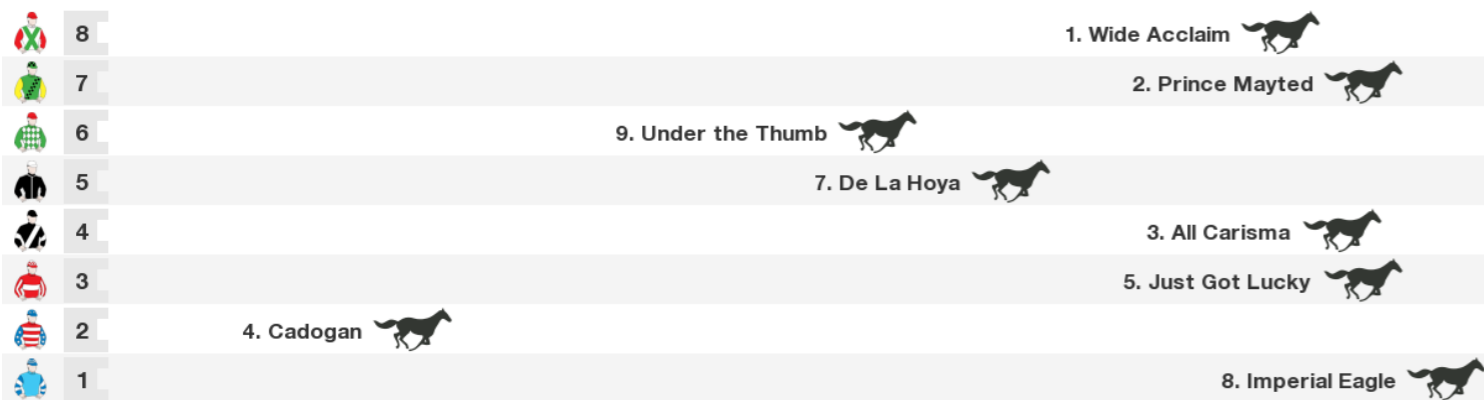 8 1. Wide Acclaim
7 2. Prince Mayted
6 9. Under the Thumb
5 7. De La Hoya
4 3. All Carisma
3 5. Just Got Lucky
2 4. Cadogan
1 8. Imperial Eagle